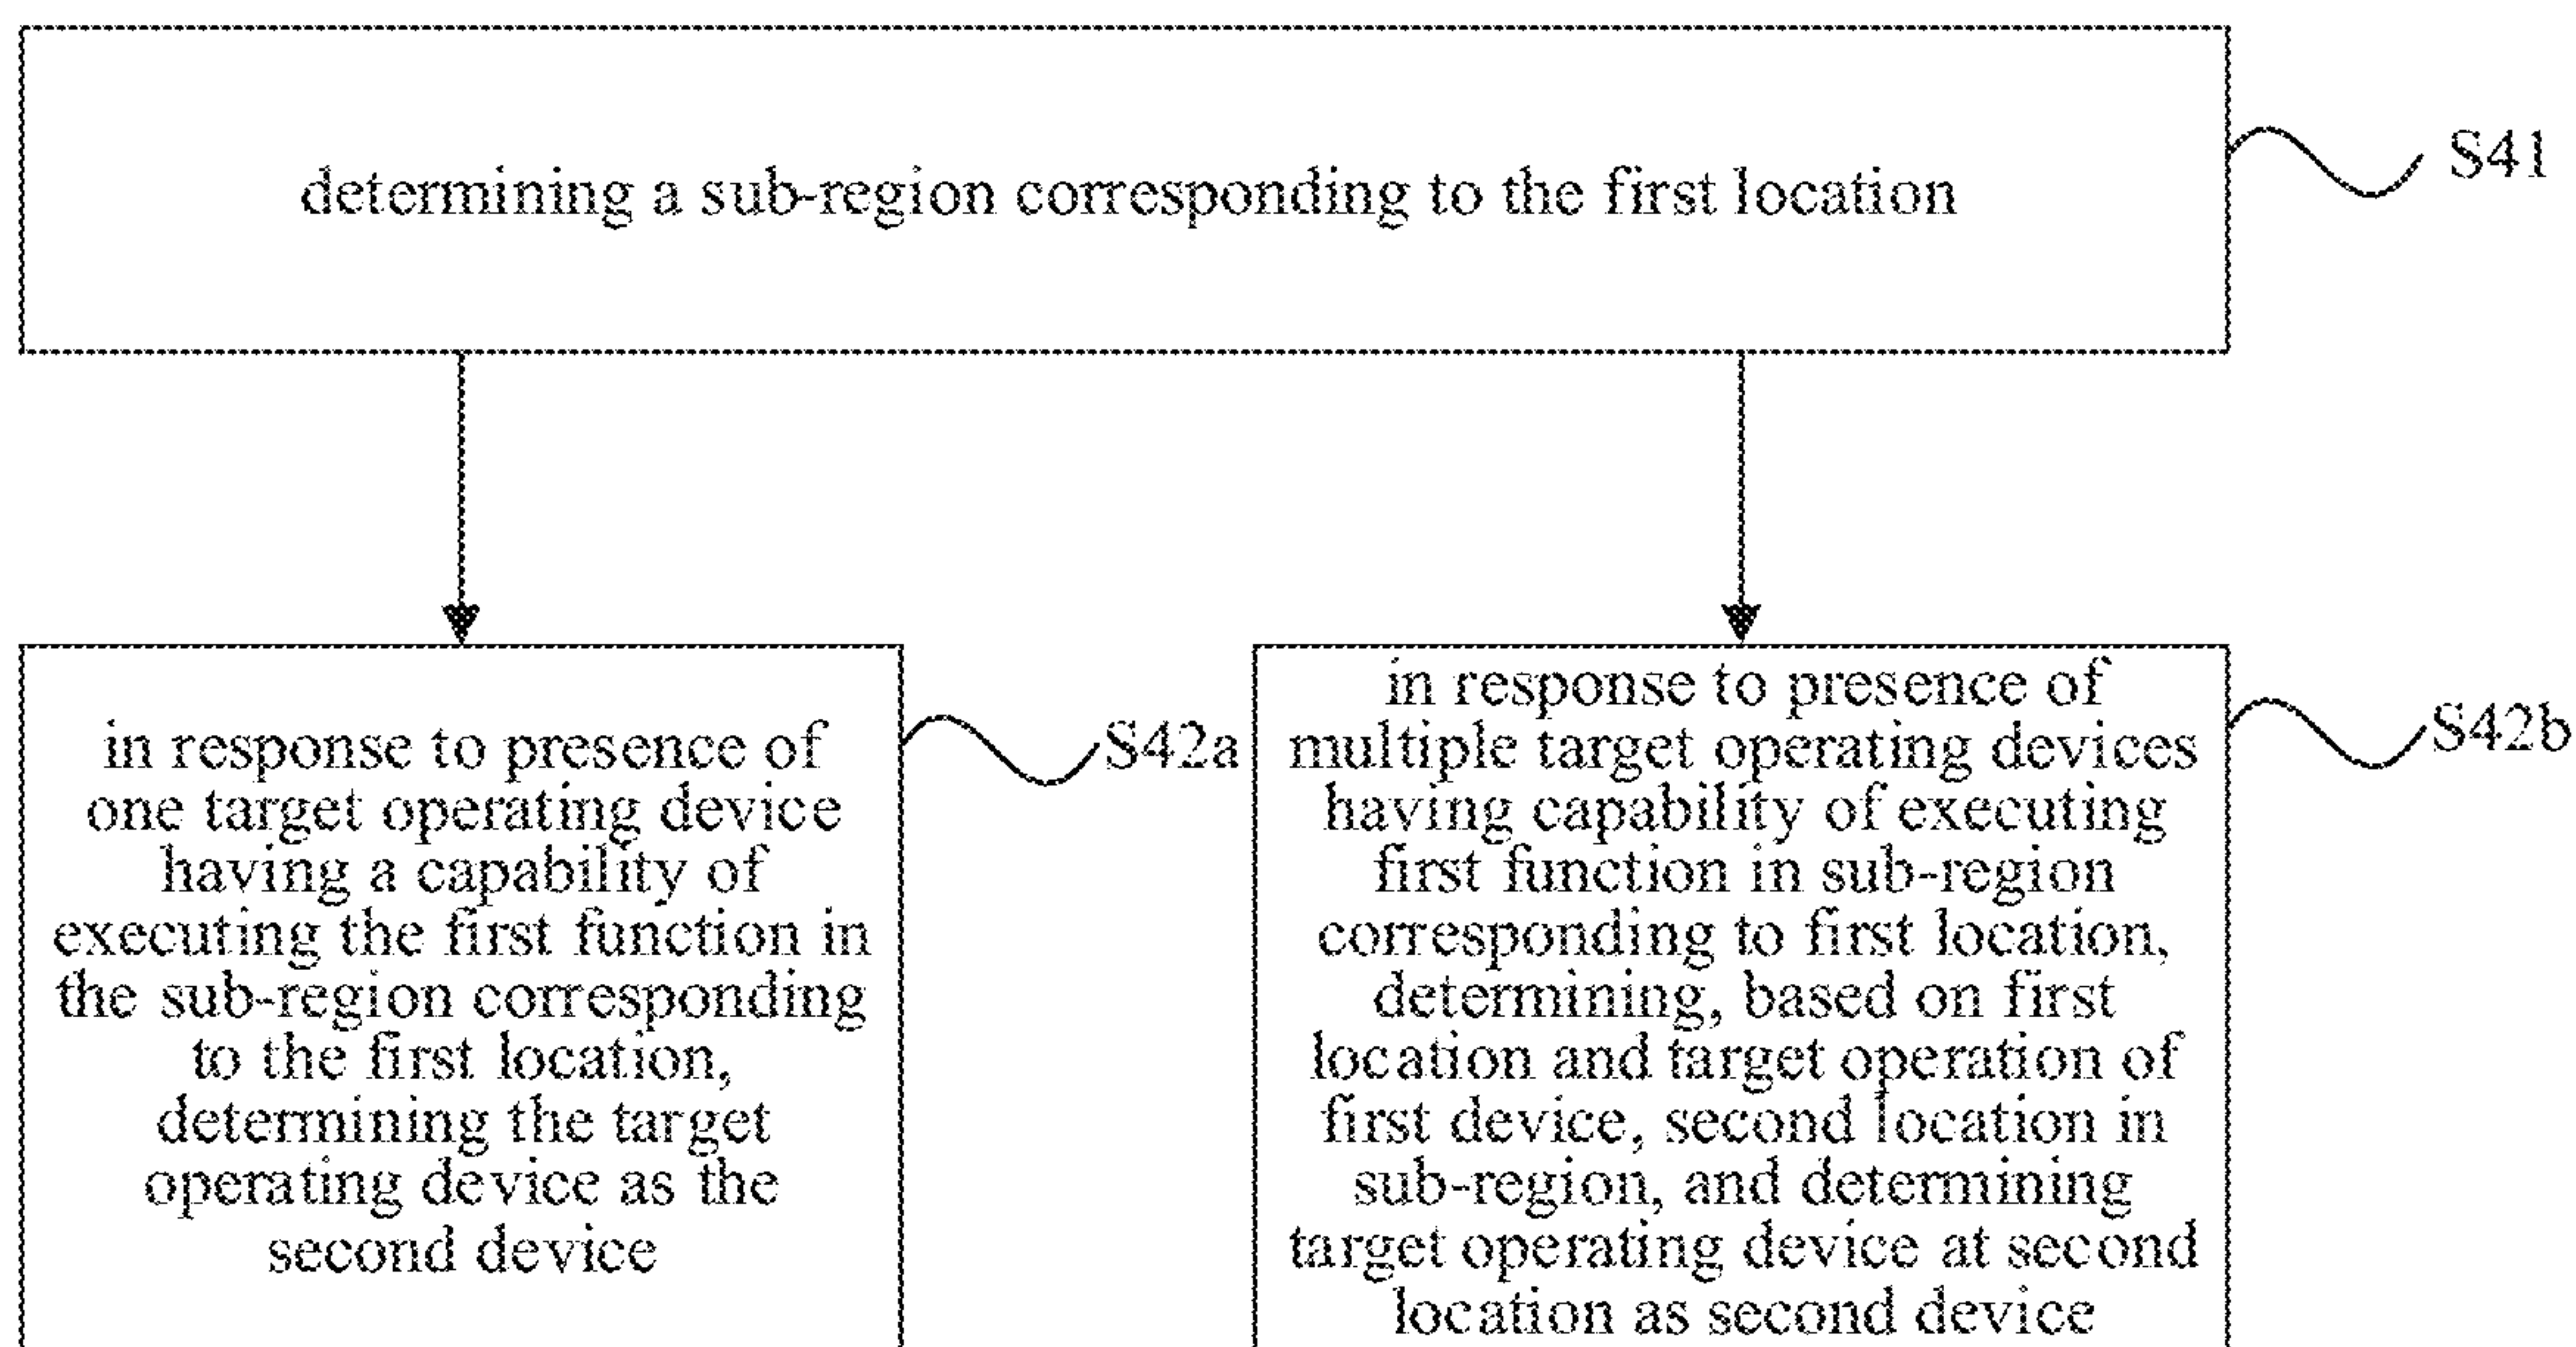 determining a sub-region corresponding to the first location
S41
in response to presence of
one target operating device
having a capability of
executing the first function in
the sub-region corresponding
to the first location,
determining the target
operating device as the
second device
S42a
in response to presence of
multiple target operating devices
having capability of executing
first function in sub-region
corresponding to first location,
determining, based on first
location and target operation of
first device, second location in
sub-region, and determining
target operating device at second
location as second device
S42b